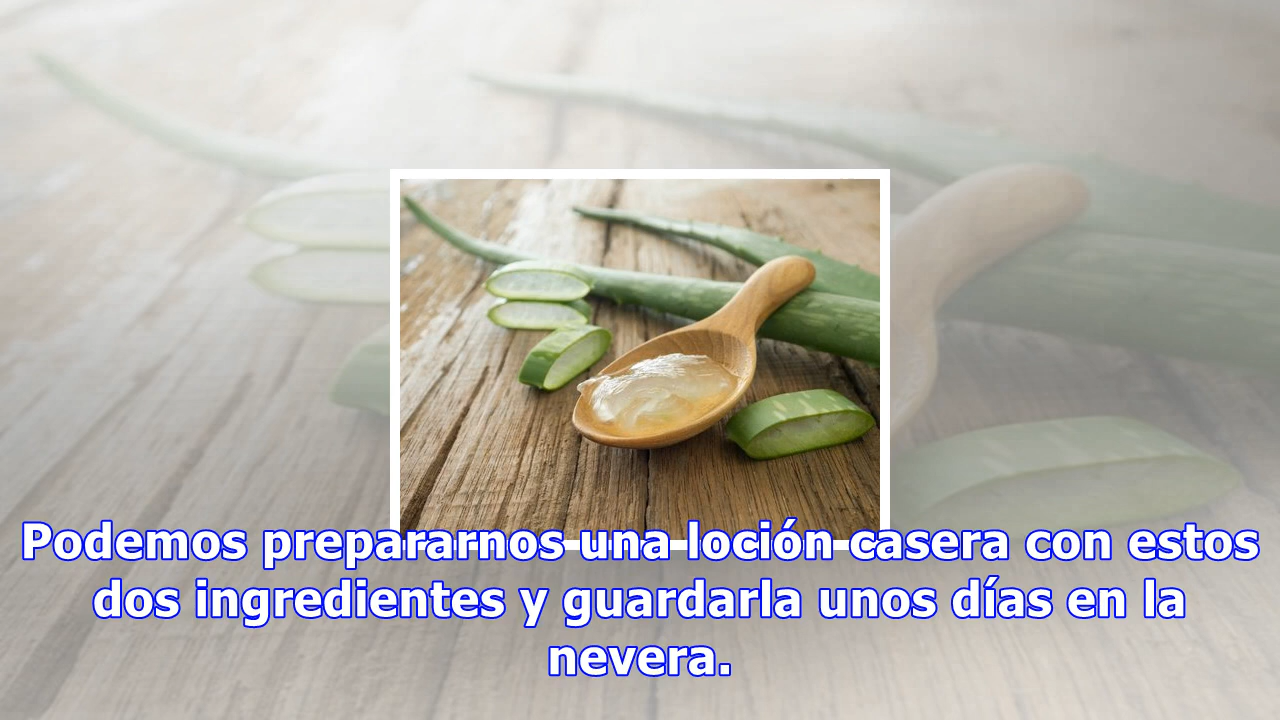 Podemos prepararnos una loción casera con estos
dos ingredientes y guardarla unos días en la
nevera.